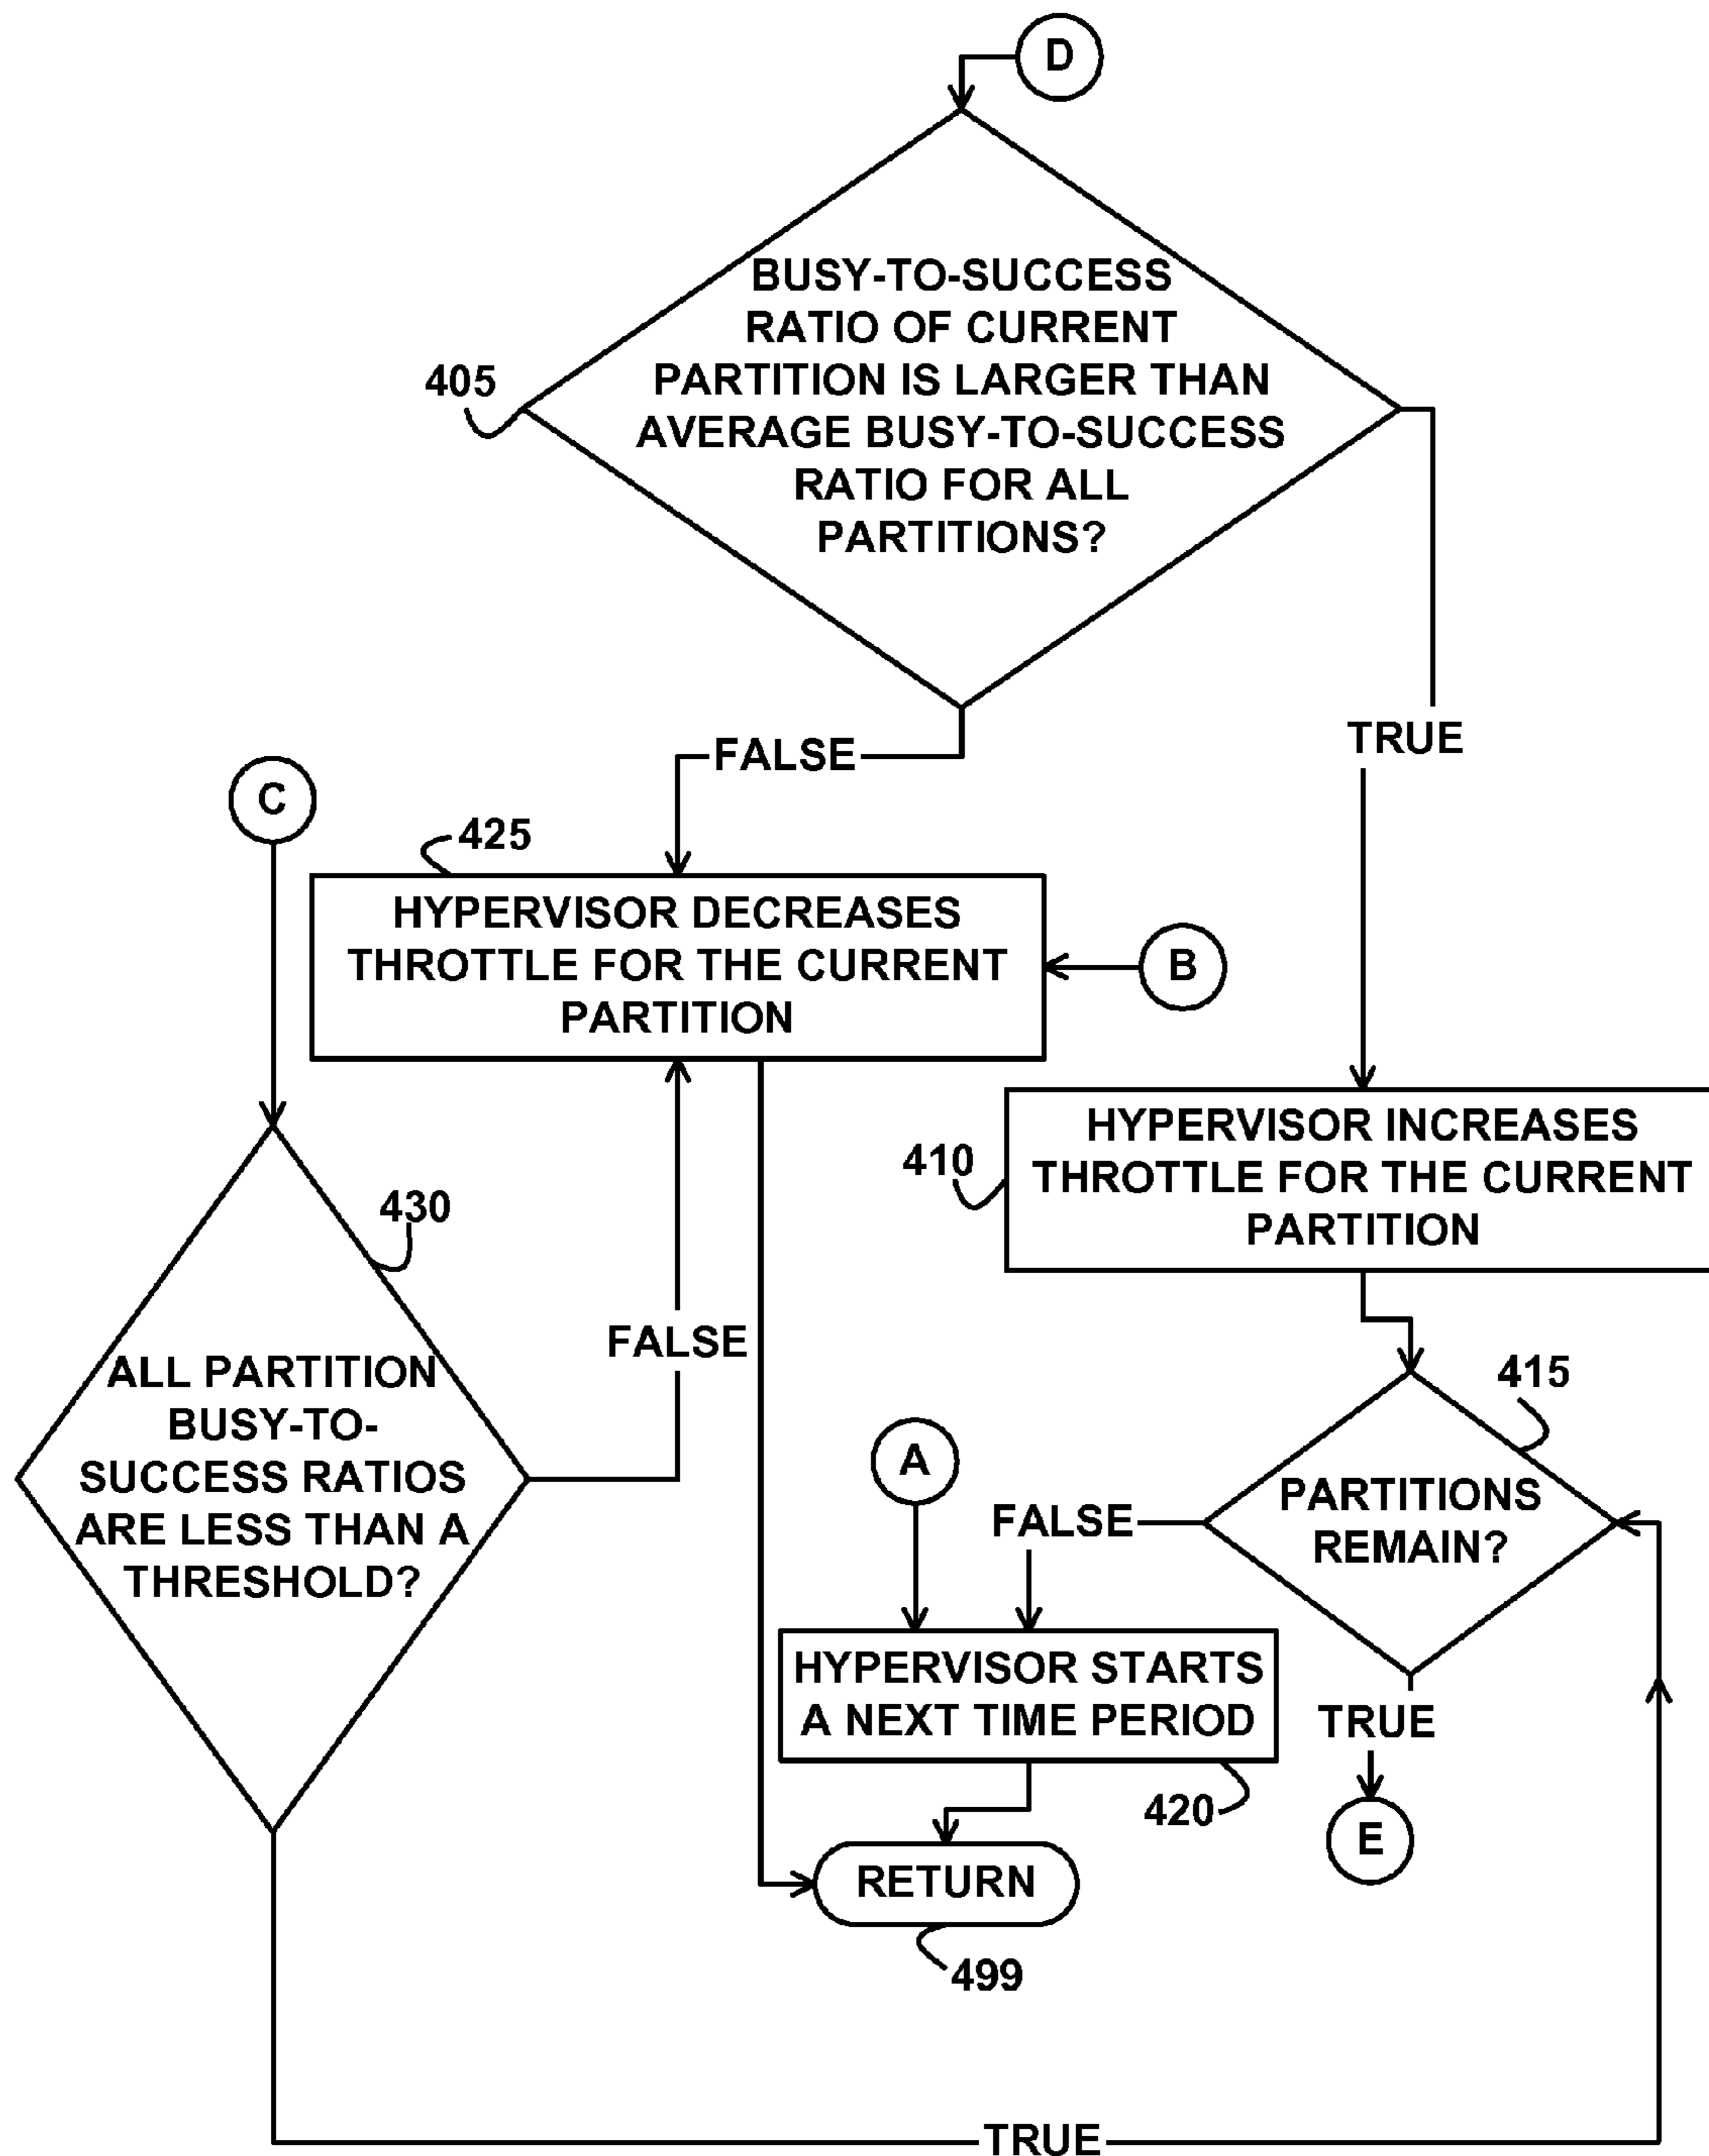 D
BUSY-TO-SUCCESS
RATIO OF CURRENT
PARTITION IS LARGER THAN
AVERAGE BUSY-TO-SUCCESS
RATIO FOR ALL
PARTITIONS?
405
FALSE
TRUE
C
425
HYPERVISOR DECREASES
THROTTLE FOR THE CURRENT
PARTITION
B
HYPERVISOR INCREASES
THROTTLE FOR THE CURRENT
PARTITION
410
430
ALL PARTITION
BUSY-TO-
SUCCESS RATIOS
ARE LESS THAN A
THRESHOLD?
FALSE
415
PARTITIONS
REMAIN?
A
FALSE
HYPERVISOR STARTS
A NEXT TIME PERIOD
420
TRUE
E
RETURN
499
TRUE